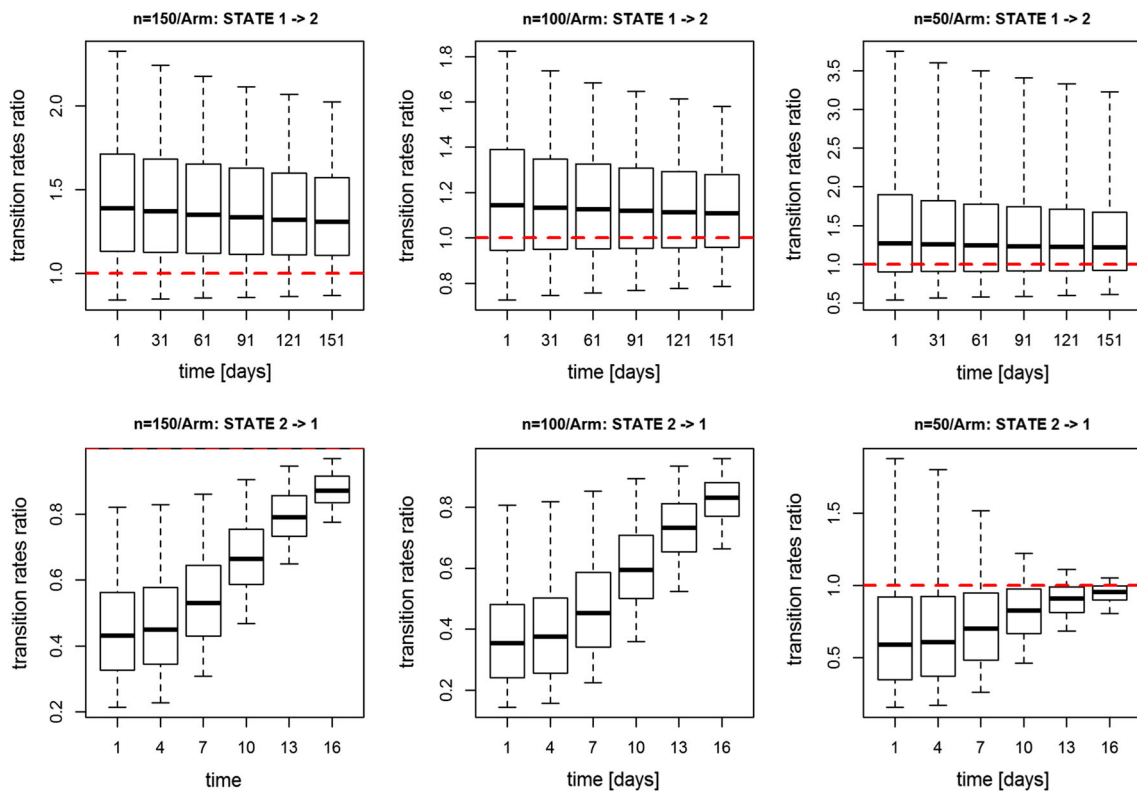 n=150/Arm: STATE 1 -> 2
n=100/Arm: STATE 1 -> 2
n=50/Arm: STATE 1 -> 2
transition rates ratio
1.0 1.5 2.0
1 31 61 91 121 151
time [days]
transition rates ratio
0.8 1.0 1.2 1.4 1.6 1.8
1 31 61 91 121 151
time [days]
transition rates ratio
0.5 1.0 1.5 2.0 2.5 3.0 3.5
1 31 61 91 121 151
time [days]
n=150/Arm: STATE 2 -> 1
n=100/Arm: STATE 2 -> 1
n=50/Arm: STATE 2 -> 1
transition rates ratio
0.2 0.4 0.6 0.8
1 4 7 10 13 16
time
transition rates ratio
0.2 0.4 0.6 0.8
1 4 7 10 13 16
time [days]
transition rates ratio
0.5 1.0 1.5
1 4 7 10 13 16
time [days]